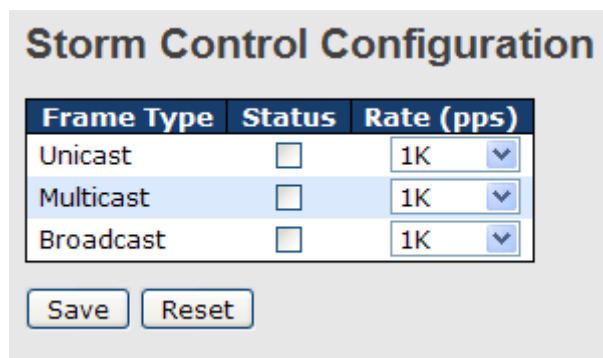 Storm Control Configuration
Frame Type Status Rate (pps)
Unicast 1K
Multicast 1K
Broadcast 1K
Save Reset